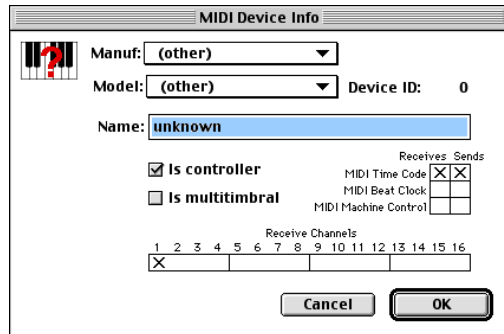 MIDI Device Info
Manuf: (other)
Model: (other) Device ID: 0
Name: unknown
Is controller
Is multitimbral
Receives Sends
MIDI Time Code
MIDI Beat Clock
MIDI Machine Control
Receive Channels
1 2 3 4 5 6 7 8 9 10 11 12 13 14 15 16
Cancel OK